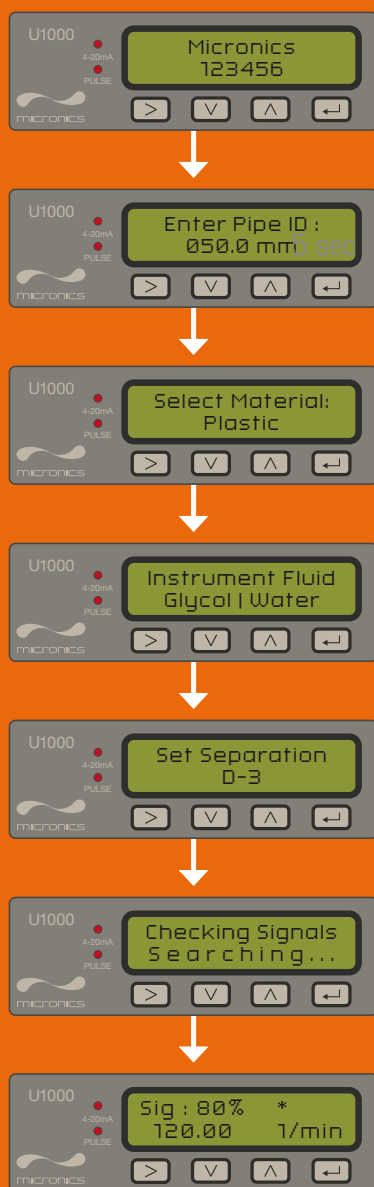 U1000
4-20mA
PULSE
micronics
Micronics
123456
> ∨ ∧ ↵
U1000
4-20mA
PULSE
micronics
Enter Pipe ID :
050.0 mm
5 sec
> ∨ ∧ ↵
U1000
4-20mA
PULSE
micronics
Select Material:
Plastic
> ∨ ∧ ↵
U1000
4-20mA
PULSE
micronics
Instrument Fluid
Glycol | Water
> ∨ ∧ ↵
U1000
4-20mA
PULSE
micronics
Set Separation
D-3
> ∨ ∧ ↵
U1000
4-20mA
PULSE
micronics
Checking Signals
Searching...
> ∨ ∧ ↵
U1000
4-20mA
PULSE
micronics
Sig : 80% *
120.00 1/min
> ∨ ∧ ↵